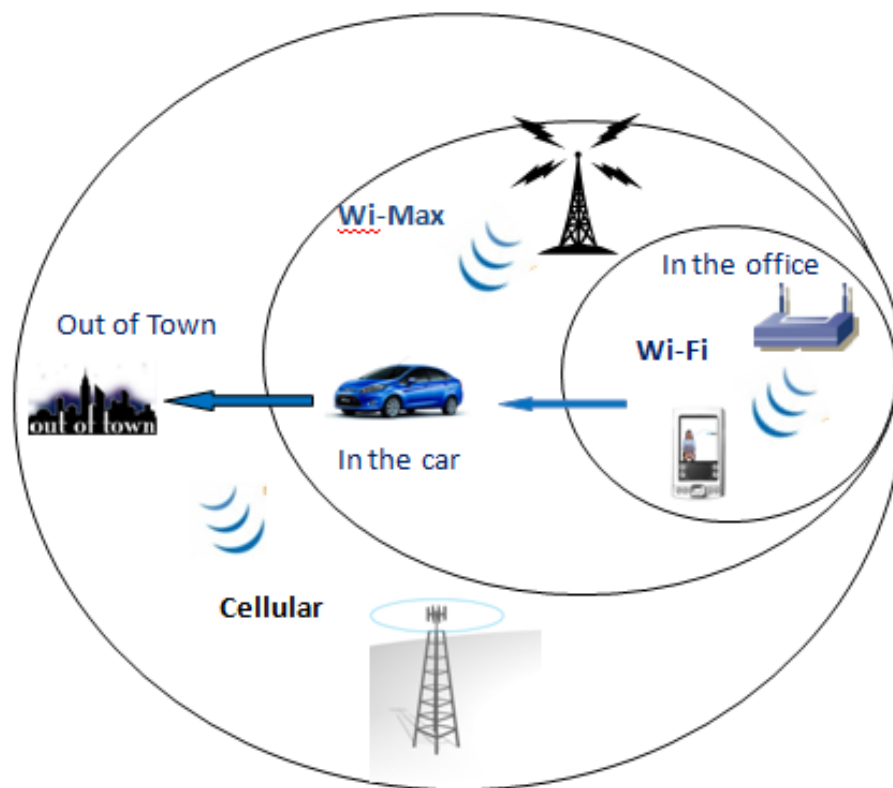 Wi-Max
In the office
Out of Town
Wi-Fi
out of town
In the car
Cellular